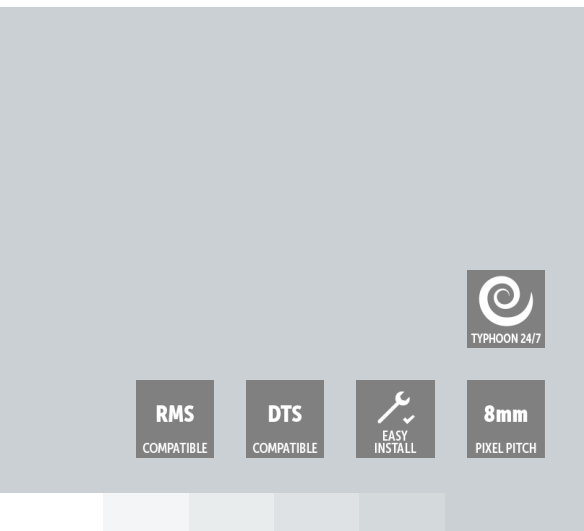 TYPHOON 24/7
RMS
COMPATIBLE
DTS
COMPATIBLE
EASY
INSTALL
8mm
PIXEL PITCH